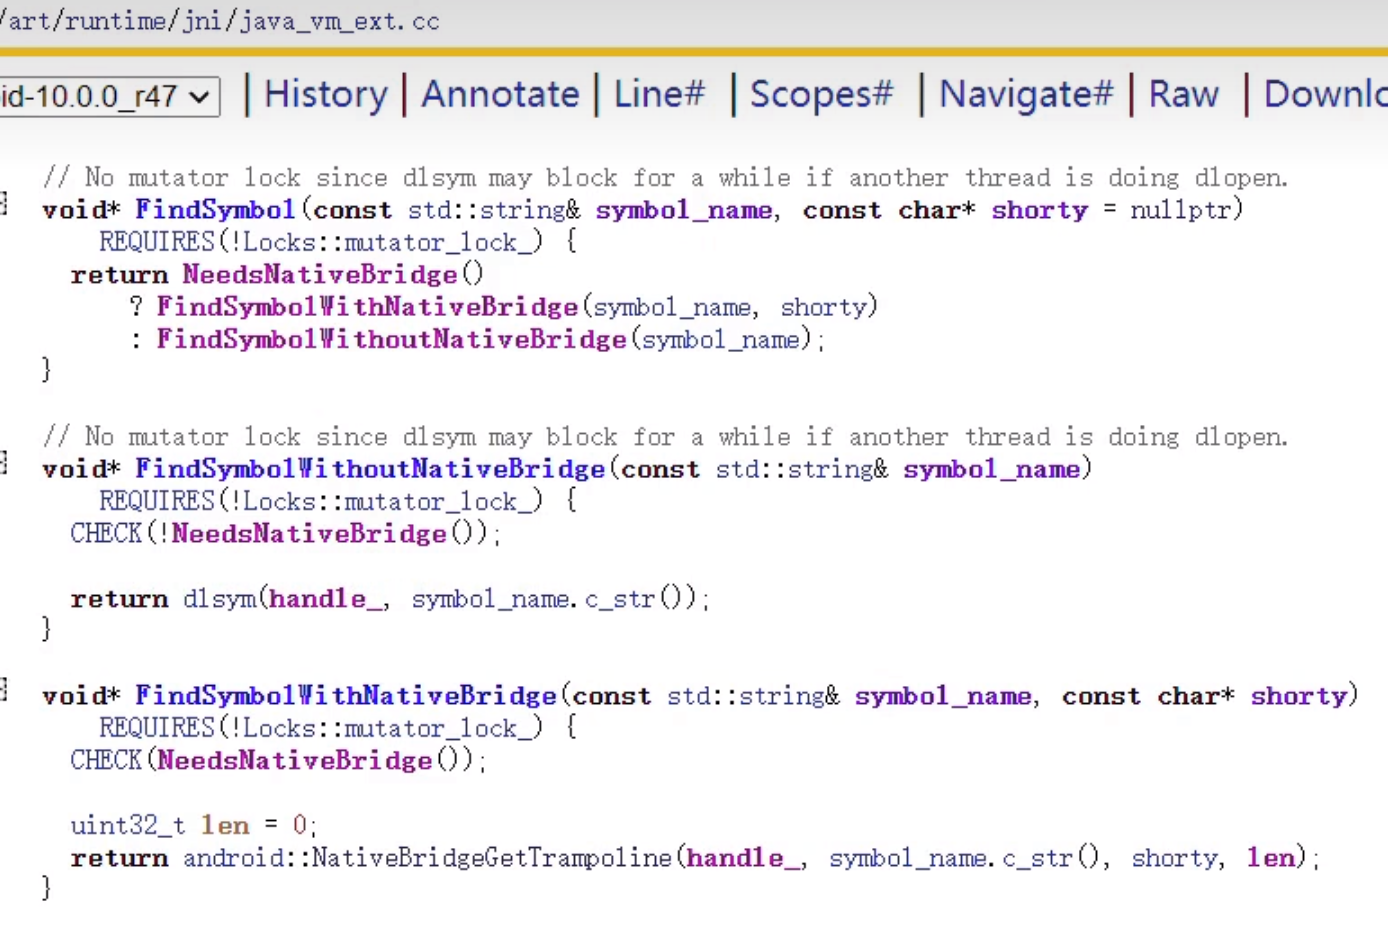 /art/runtime/jni/java_vm_ext.cc
id-10.0.0_r47 | History | Annotate | Line# | Scopes# | Navigate# | Raw | Downlo
// No mutator lock since dlsym may block for a while if another thread is doing dlopen.
void* FindSymbol(const std::string& symbol_name, const char* shorty = nullptr)
REQUIRES(!Locks::mutator_lock_) {
return NeedsNativeBridge()
? FindSymbolWithNativeBridge(symbol_name, shorty)
: FindSymbolWithoutNativeBridge(symbol_name);
}
// No mutator lock since dlsym may block for a while if another thread is doing dlopen.
void* FindSymbolWithoutNativeBridge(const std::string& symbol_name)
REQUIRES(!Locks::mutator_lock_) {
CHECK(!NeedsNativeBridge());
return dlsym(handle_, symbol_name.c_str());
}
void* FindSymbolWithNativeBridge(const std::string& symbol_name, const char* shorty)
REQUIRES(!Locks::mutator_lock_) {
CHECK(NeedsNativeBridge());
uint32_t len = 0;
return android::NativeBridgeGetTrampoline(handle_, symbol_name.c_str(), shorty, len);
}